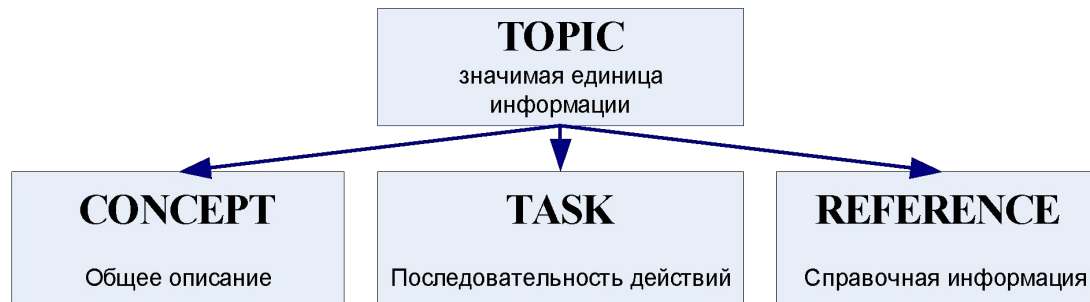 TOPIC
значимая единица
информации
CONCEPT
Общее описание
TASK
Последовательность действий
REFERENCE
Справочная информация